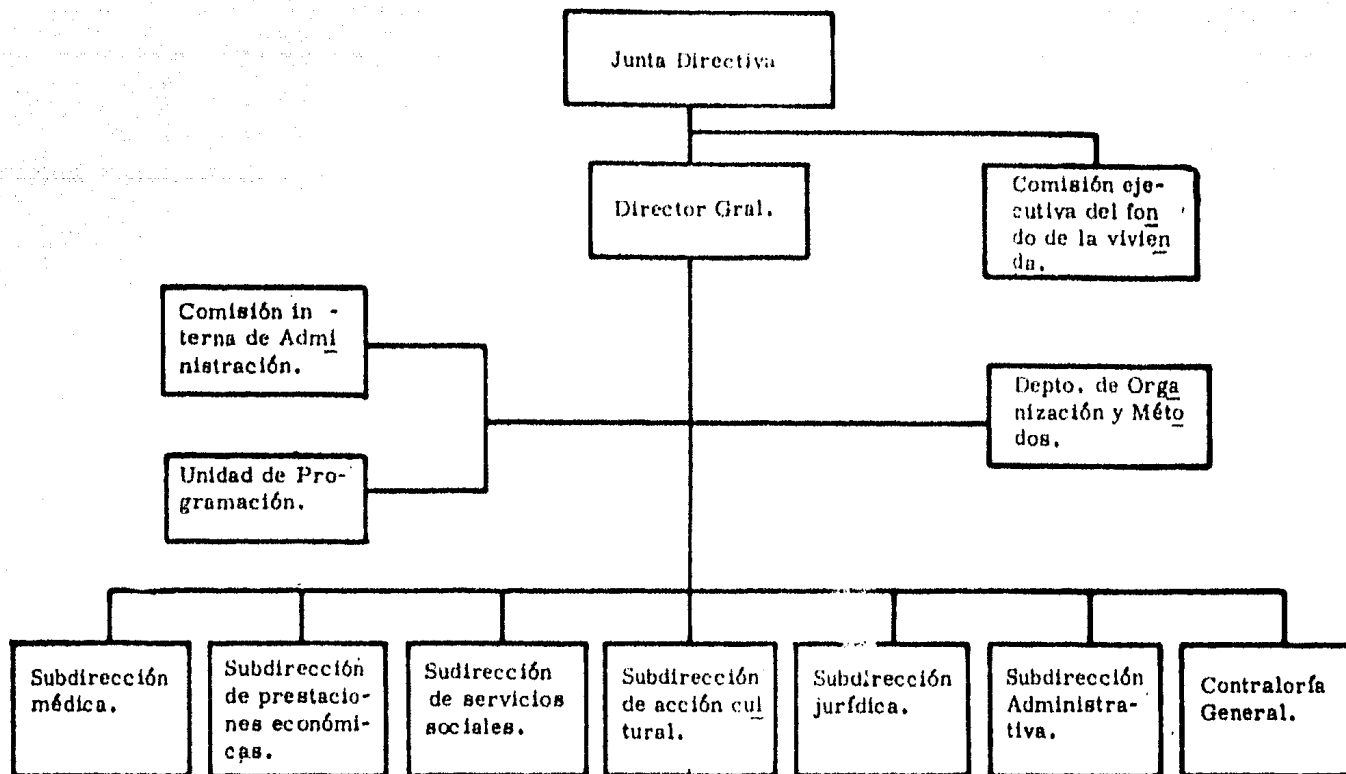 Junta Directiva
Director Gral.
Comisión eje-
cutiva del fon
do de la vivien
da.
Comisión in -
terna de Admi
nistración.
Depto. de Orga
nización y Méto
dos.
Unidad de Pro-
gramación.
Subdirección
médica.
Subdirección
de prestacio-
nes económi-
cas.
Sudirección
de servicios
sociales.
Subdirección
de acción cul
tural.
Subdirección
jurídica.
Subdirección
Administra-
tiva.
Contraloría
General.